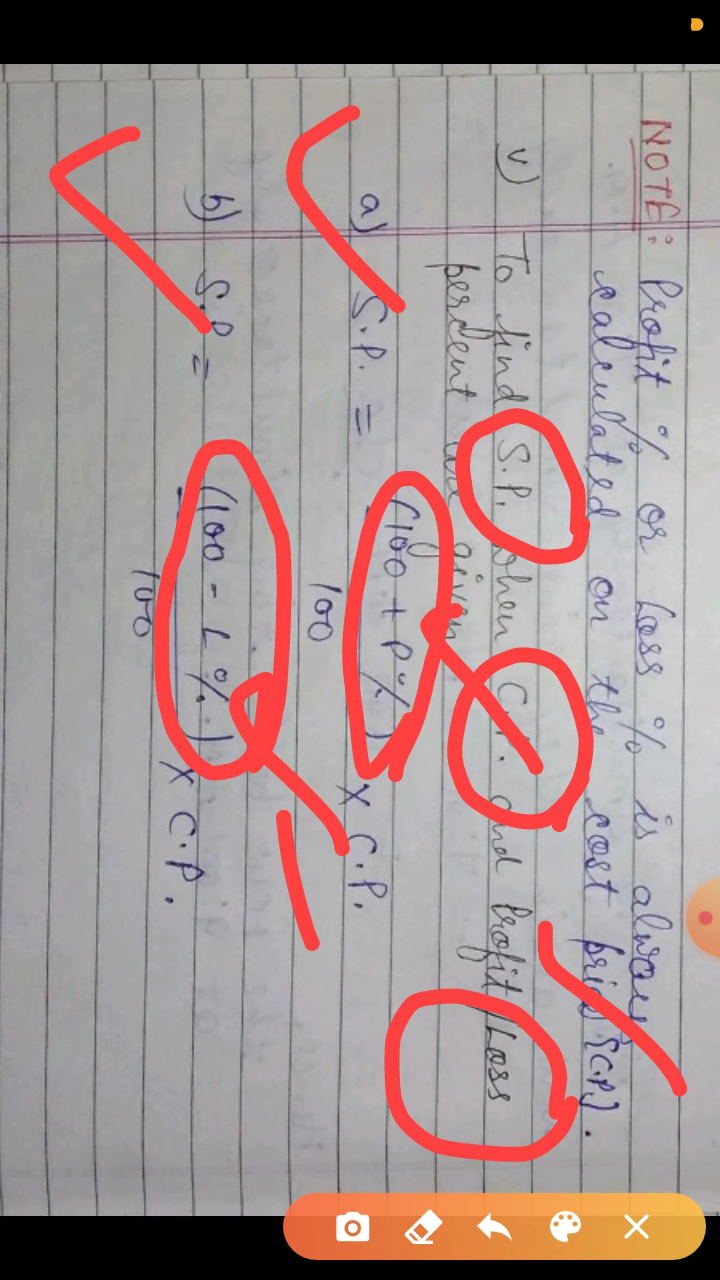 NOTE: Profit % or Loss % is always
calculated on the cost price {C.P}.
v) To find S.P. when C.P. and Profit/Loss
percent are given
a) S.P. = (100 + P%) x C.P.
100
b) S.P = (100 - L%) x C.P.
100